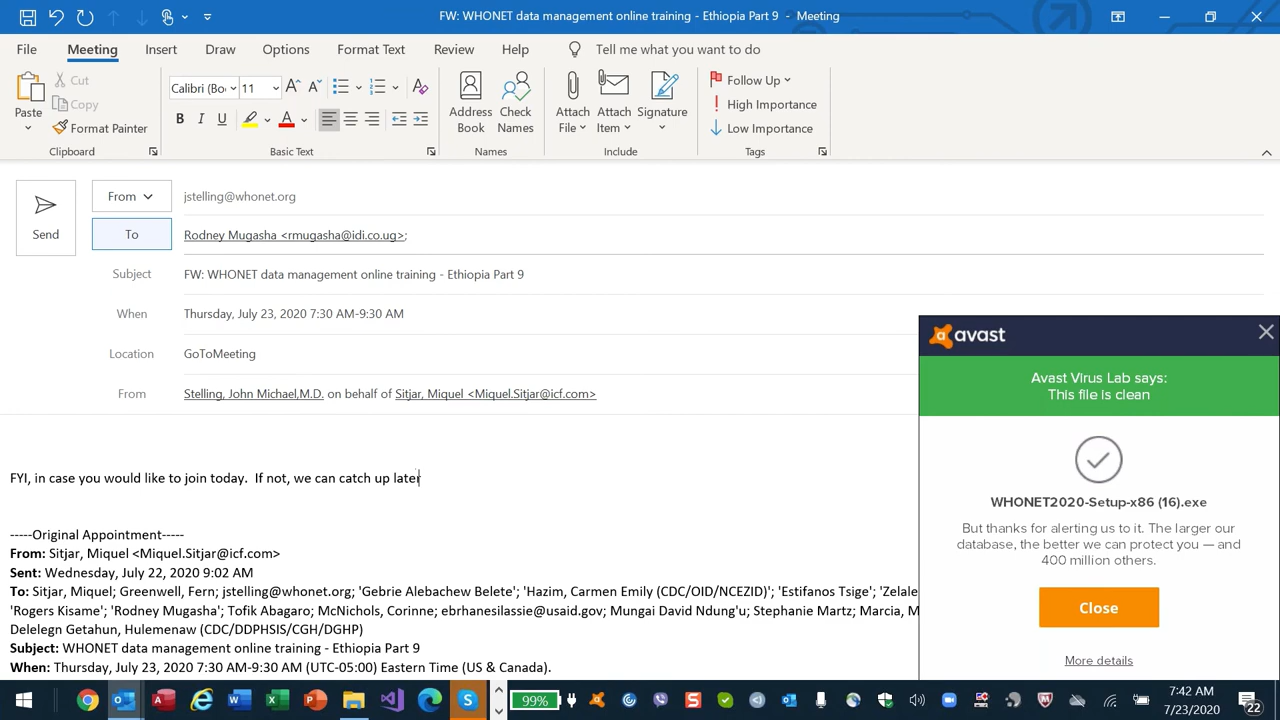 FW: WHONET data management online training - Ethiopia Part 9 - Meeting
File Meeting Insert Draw Options Format Text Review Help Tell me what you want to do
Paste
Cut
Copy
Format Painter
Clipboard
Calibri (Bo
11
B I U A
Basic Text
Address Book
Check Names
Names
Attach File
Attach Item
Signature
Include
Follow Up
High Importance
Low Importance
Tags
Send
From
jstelling@whonet.org
To
Rodney Mugasha <rmugasha@idi.co.ug>;
Subject
FW: WHONET data management online training - Ethiopia Part 9
When
Thursday, July 23, 2020 7:30 AM-9:30 AM
Location
GoToMeeting
From
Stelling, John Michael,M.D. on behalf of Sitjar, Miquel <Miquel.Sitjar@icf.com>
FYI, in case you would like to join today. If not, we can catch up later
-----Original Appointment-----
From: Sitjar, Miquel <Miquel.Sitjar@icf.com>
Sent: Wednesday, July 22, 2020 9:02 AM
To: Sitjar, Miquel; Greenwell, Fern; jstelling@whonet.org; 'Gebrie Alebachew Belete'; 'Hazim, Carmen Emily (CDC/OID/NCEZID)'; 'Estifanos Tsige'; 'Zelale
'Rogers Kisame'; 'Rodney Mugasha'; Tofik Abagaro; McNichols, Corinne; ebrhanesilassie@usaid.gov; Mungai David Ndung'u; Stephanie Martz; Marcia, M
Delelegn Getahun, Hulemenaw (CDC/DDPHSIS/CGH/DGHP)
Subject: WHONET data management online training - Ethiopia Part 9
When: Thursday, July 23, 2020 7:30 AM-9:30 AM (UTC-05:00) Eastern Time (US & Canada).
avast
Avast Virus Lab says:
This file is clean
WHONET2020-Setup-x86 (16).exe
But thanks for alerting us to it. The larger our
database, the better we can protect you — and
400 million others.
Close
More details
99%
7:42 AM
7/23/2020
22